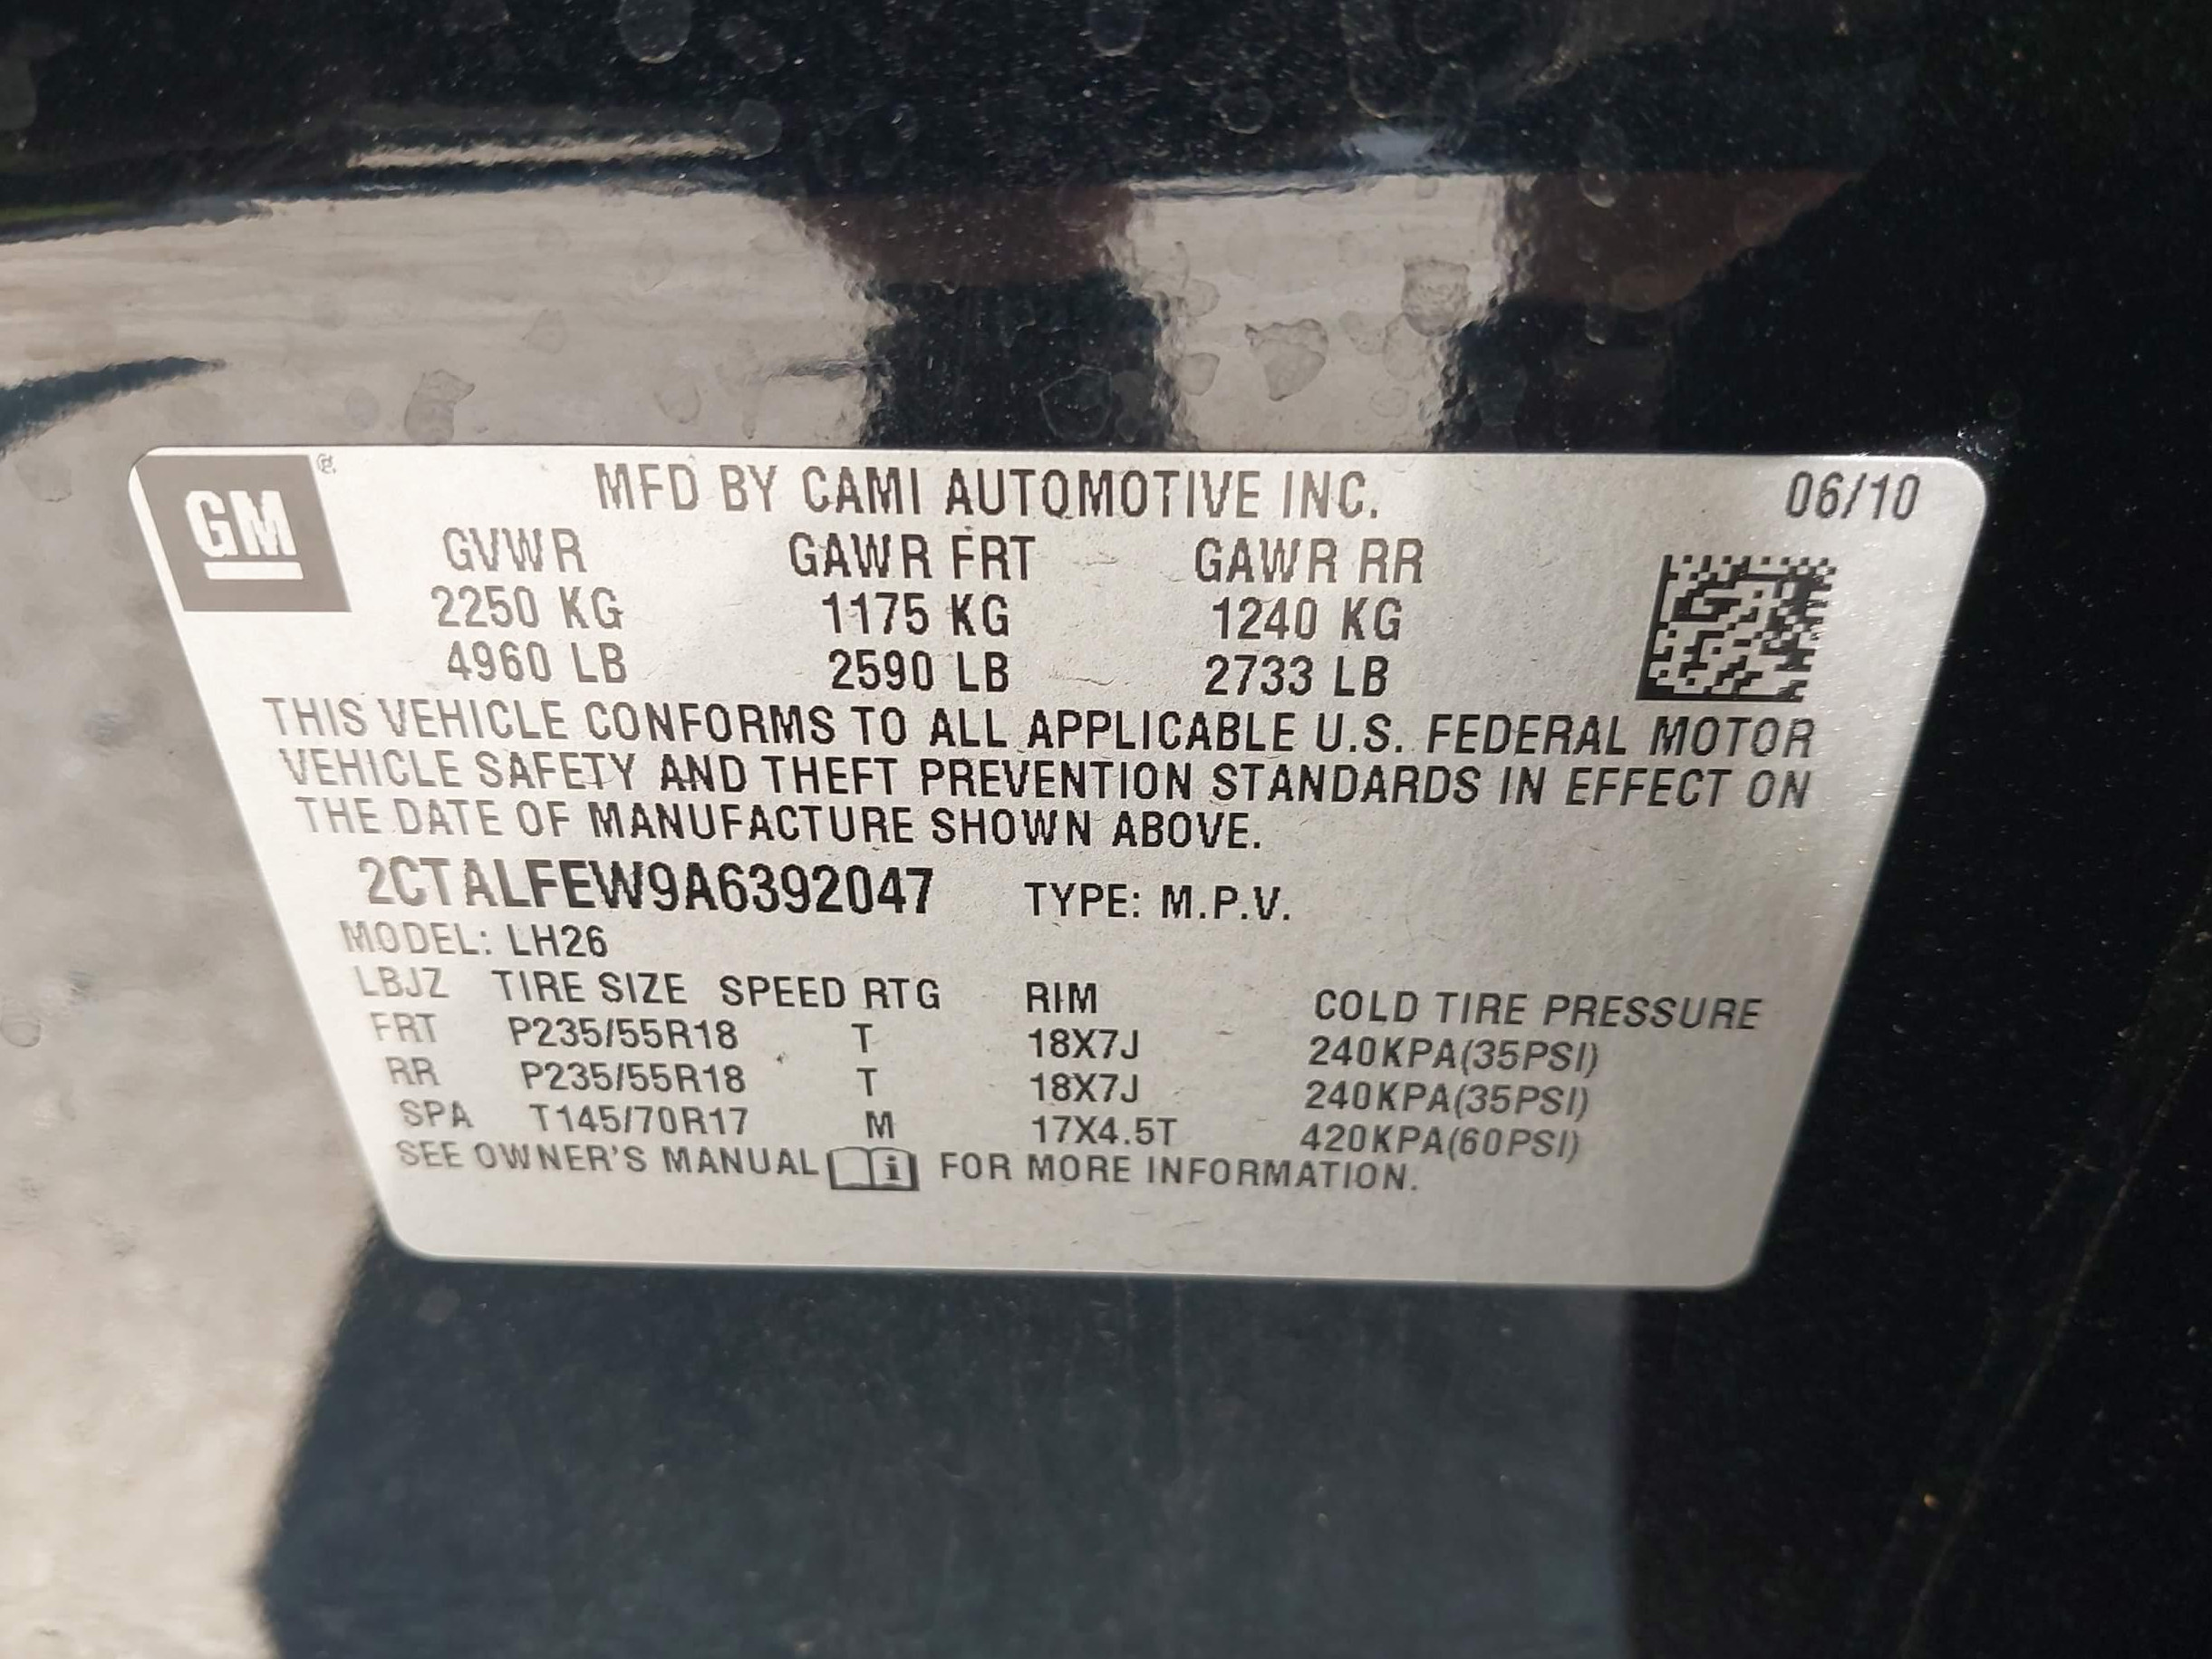 GM ® MFD BY CAMI AUTOMOTIVE INC. 06/10
GVWR GAWR FRT GAWR RR
2250 KG 1175 KG 1240 KG
4960 LB 2590 LB 2733 LB
THIS VEHICLE CONFORMS TO ALL APPLICABLE U.S. FEDERAL MOTOR
VEHICLE SAFETY AND THEFT PREVENTION STANDARDS IN EFFECT ON
THE DATE OF MANUFACTURE SHOWN ABOVE.
2CTALFEW9A6392047 TYPE: M.P.V.
MODEL: LH26
LBJZ TIRE SIZE SPEED RTG RIM COLD TIRE PRESSURE
FRT P235/55R18 T 18X7J 240KPA(35PSI)
RR P235/55R18 T 18X7J 240KPA(35PSI)
SPA T145/70R17 M 17X4.5T 420KPA(60PSI)
SEE OWNER'S MANUAL i FOR MORE INFORMATION.